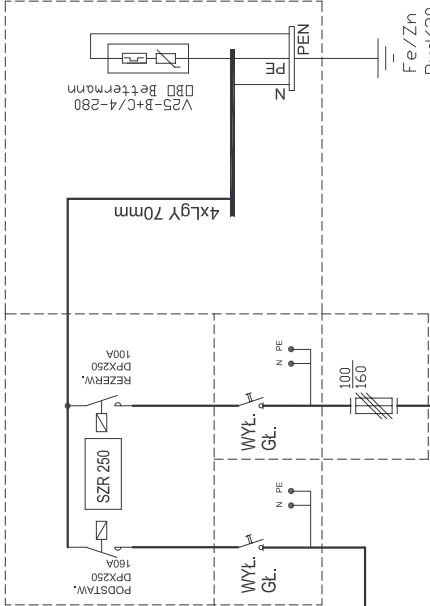 PEN
PE
N
V25-B+C/4-280
OBO Bettermann
Fe/Zn
4xLgY 70mm
REZERW.
DPX250
100A
SZR 250
PODSTAW.
DPX250
160A
N PE
WYŁ.
GŁ.
100
160
N PE
WYŁ.
GŁ.